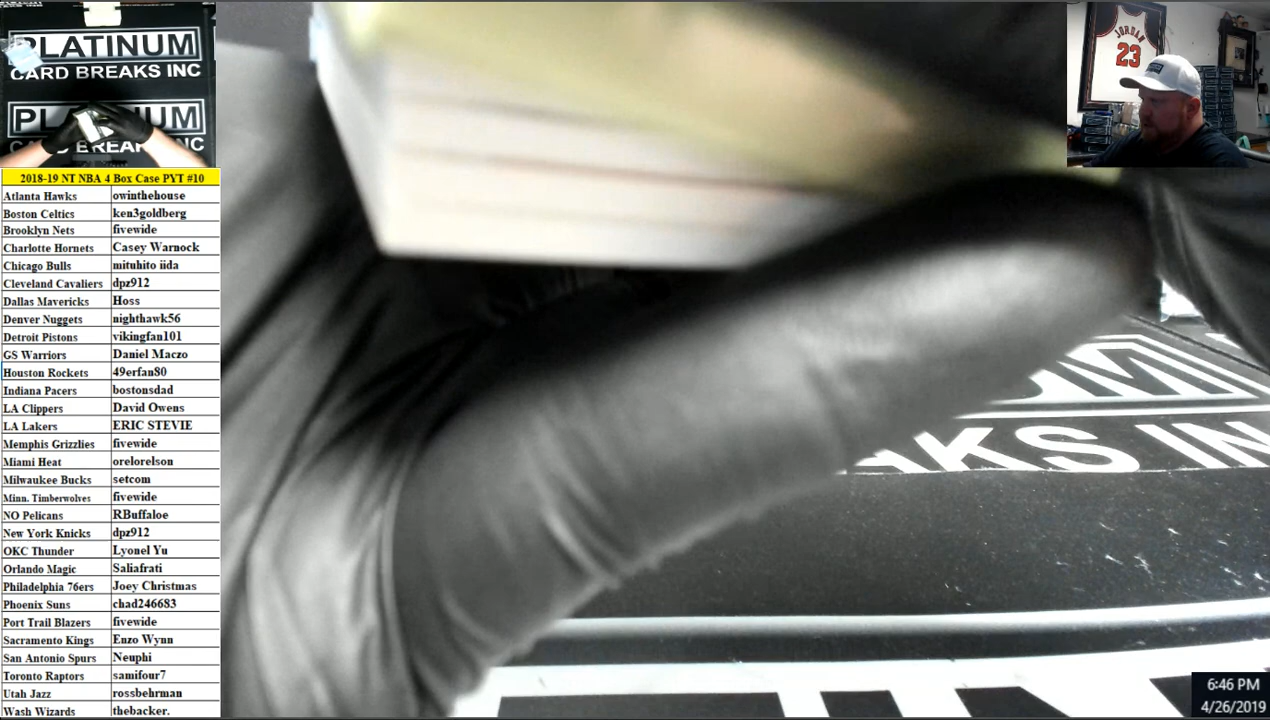 PLATINUM
CARD BREAKS INC
PLATINUM
CARD BREAKS INC
JORDAN
23
2018-19 NT NBA 4 Box Case PYT #10
Atlanta Hawks owinthehouse
Boston Celtics ken3goldberg
Brooklyn Nets fivewide
Charlotte Hornets Casey Warnock
Chicago Bulls mituhito iida
Cleveland Cavaliers dpz912
Dallas Mavericks Hoss
Denver Nuggets nighthawk56
Detroit Pistons vikingfan101
GS Warriors Daniel Maczo
Houston Rockets 49erfan80
Indiana Pacers bostonsdad
LA Clippers David Owens
LA Lakers ERIC STEVIE
Memphis Grizzlies fivewide
Miami Heat orelorelson
Milwaukee Bucks setcom
Minn. Timberwolves fivewide
NO Pelicans RBuffaloe
New York Knicks dpz912
OKC Thunder Lyonel Yu
Orlando Magic Saliafrati
Philadelphia 76ers Joey Christmas
Phoenix Suns chad246683
Port Trail Blazers fivewide
Sacramento Kings Enzo Wynn
San Antonio Spurs Neuphi
Toronto Raptors samifour7
Utah Jazz rossbehrman
Wash Wizards thebacker.
UM
AKS IN
6:46 PM
4/26/2019